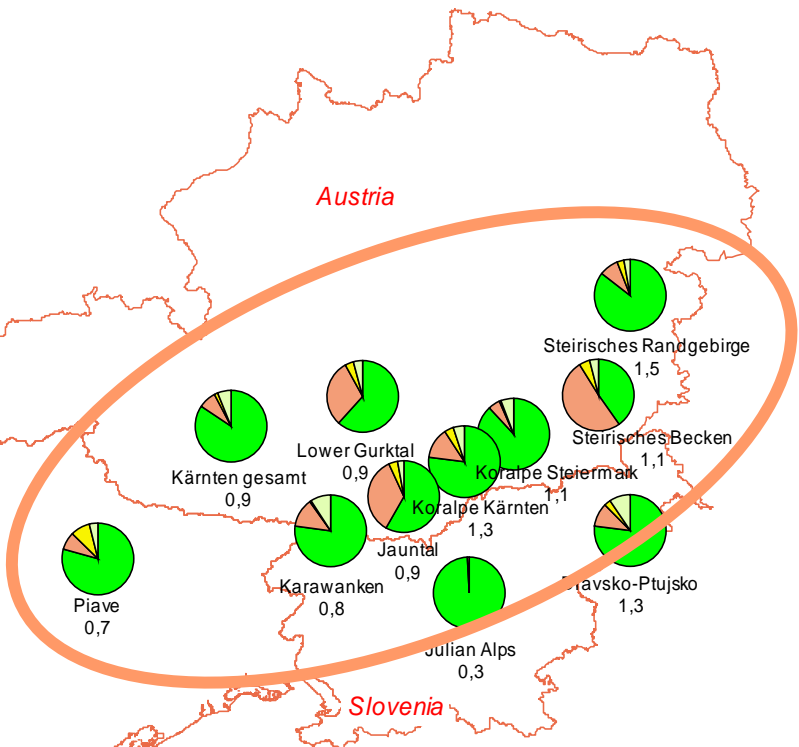 Austria
Steirisches Randgebirge
1,5
Steirisches Becken
1,1
Lower Gurktal
0,9
Kärnten gesamt
0,9
Koralpe Steiermark
1,1
Koralpe Kärnten
1,3
Jauntal
0,9
Karawanken
0,8
Dravsko-Ptujsko
1,3
Piave
0,7
Julian Alps
0,3
Slovenia